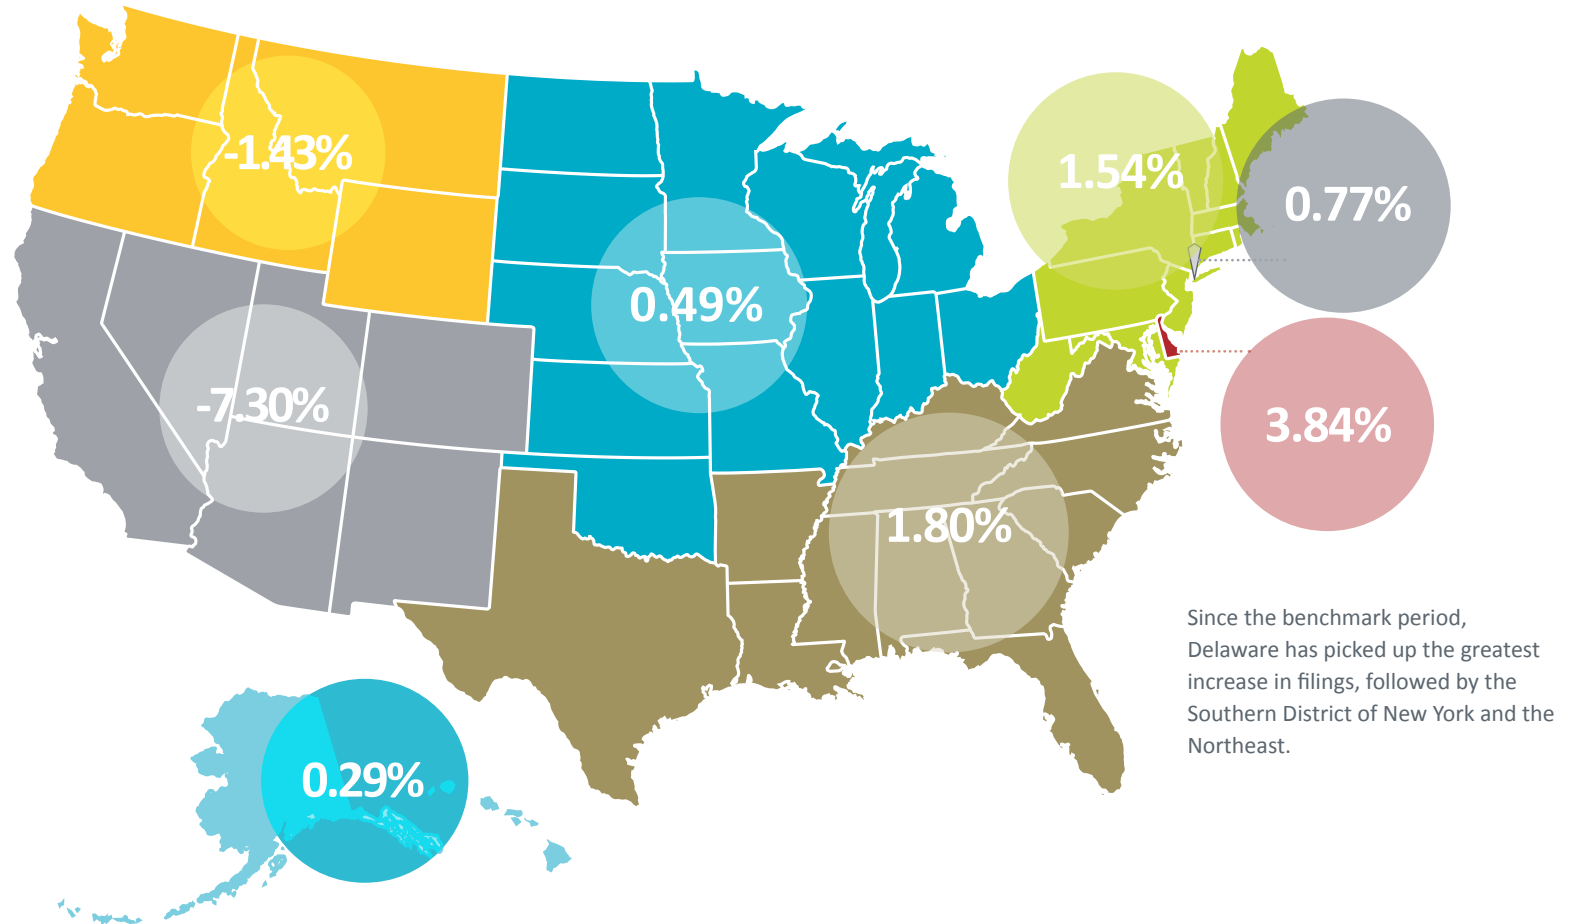 -1.43%
1.54%
0.77%
0.49%
-7.30%
3.84%
1.80%
Since the benchmark period,
Delaware has picked up the greatest
increase in filings, followed by the
Southern District of New York and the
Northeast.
0.29%